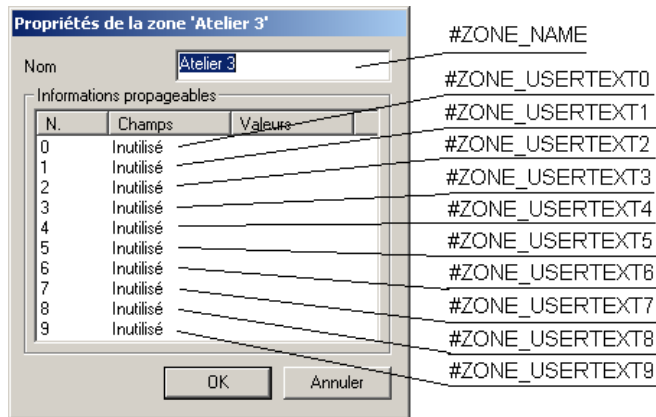 Propriétés de la zone 'Atelier 3'
Nom
Atelier 3
#ZONE_NAME
Informations propageables
N. Champs Valeurs
0 Inutilisé
1 Inutilisé
2 Inutilisé
3 Inutilisé
4 Inutilisé
5 Inutilisé
6 Inutilisé
7 Inutilisé
8 Inutilisé
9 Inutilisé
#ZONE_USERTEXT0
#ZONE_USERTEXT1
#ZONE_USERTEXT2
#ZONE_USERTEXT3
#ZONE_USERTEXT4
#ZONE_USERTEXT5
#ZONE_USERTEXT6
#ZONE_USERTEXT7
#ZONE_USERTEXT8
#ZONE_USERTEXT9
OK
Annuler